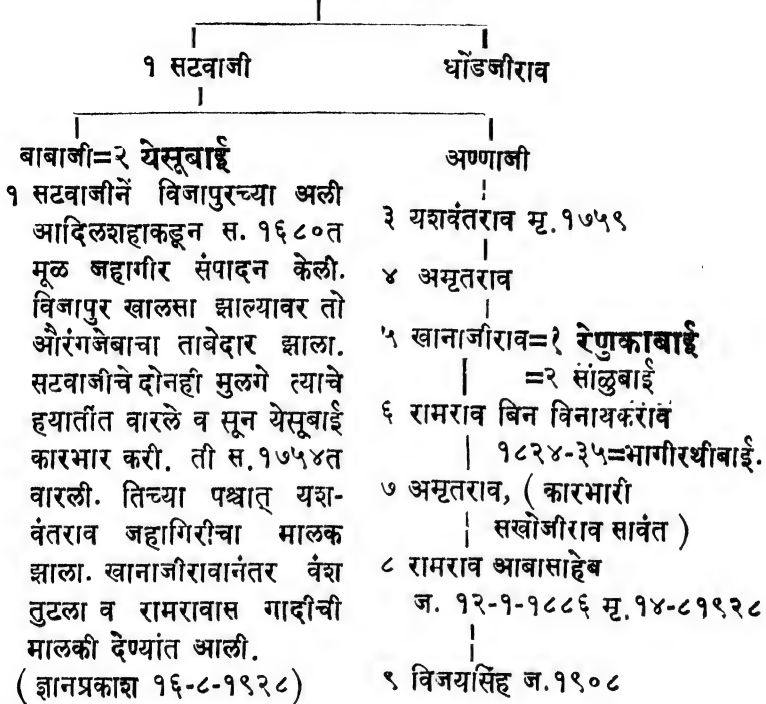 १ सटवाजी धोंडजीराव
बाबाजी=२ येसूबाई
१ सटवाजीनें विजापुरच्या अली
आदिलशहाकडून स. १६८०त
मूळ जहागीर संपादन केली.
विजापुर खालसा झाल्यावर तो
औरंगजेबाचा ताबेदार झाला.
सटवाजीचे दोनही मुलगे त्याचे
हयातींत वारले व सून येसूबाई
कारभार करी. ती स.१७५४त
वारली. तिच्या पश्चात् यश-
वंतराव जहागिरीचा मालक
झाला. खानाजीरावानंतर वंश
तुटला व रामरावास गादीची
मालकी देण्यांत आली.
(ज्ञानप्रकाश १६-८-१९२८)
अण्णाजी
३ यशवंतराव मृ.१७५९
४ अमृतराव
५ खानाजीराव=१ रेणुकाबाई
=२ सांळुबाई
६ रामराव बिन विनायकराव
१८२४-३५=भागीरथीबाई.
७ अमृतराव, ( कारभारी
सखोजीराव सावंत )
८ रामराव आबासाहेब
ज. १२-१-१८८६ मृ.१४-८१९२८
९ विजयसिंह ज.१९०८